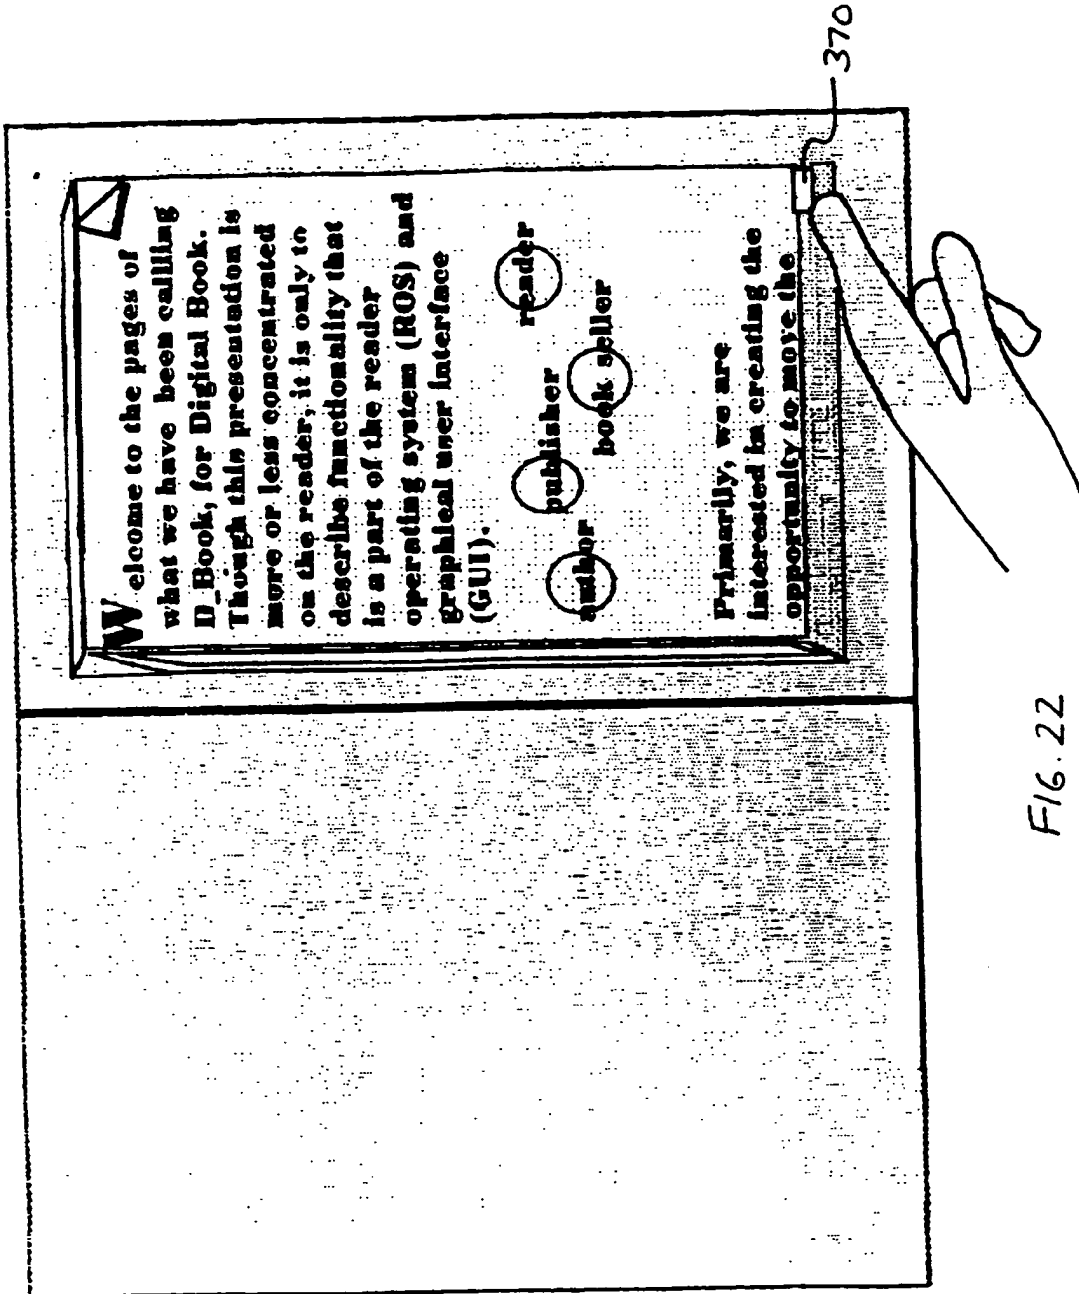 Welcome to the pages of
what we have been callling
D_Book, for Digital Book.
Though this presentation is
more or less concentrated
on the reader, it is only to
describe functionality that
is a part of the reader
operating system (ROS) and
graphical user interface
(GUI).
author publisher reader
book seller
Primarily, we are
interested in creating the
opportunity to move the
370
FIG. 22